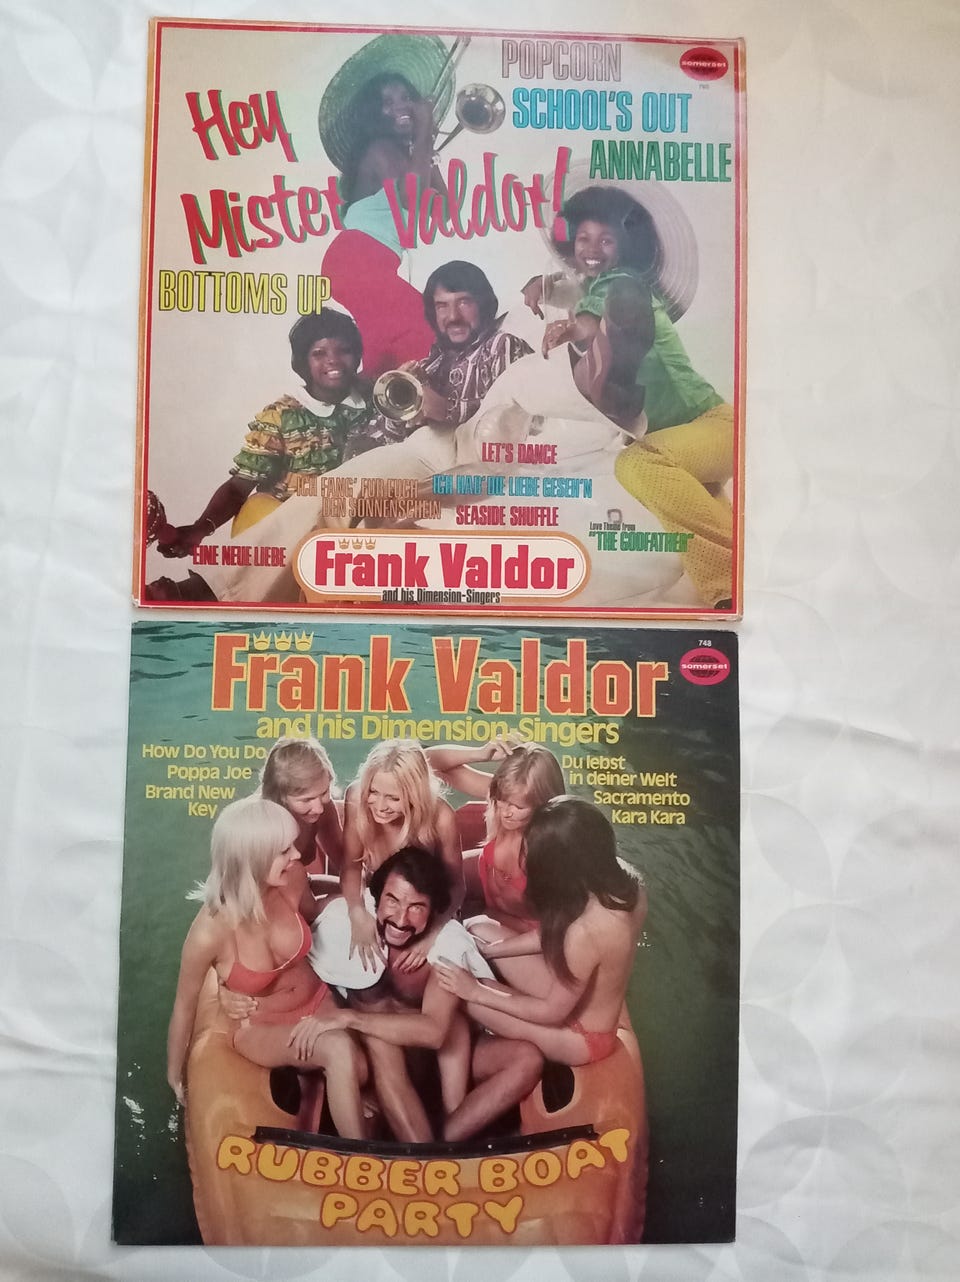 POPCORN
somerset
760
SCHOOL'S OUT
ANNABELLE
Hey
Mister Valdor!
BOTTOMS UP
LET'S DANCE
ICH FANG' FÜR EUCH
DEN SONNENSCHEIN
ICH HAB' DIE LIEBE GESEH'N
SEASIDE SHUFFLE
Love Theme from
"THE GODFATHER"
EINE NEUE LIEBE
Frank Valdor
and his Dimension-Singers
748
somerset
Frank Valdor
and his Dimension-Singers
How Do You Do
Poppa Joe
Brand New
Key
Du lebst
in deiner Welt
Sacramento
Kara Kara
RUBBER BOAT
PARTY